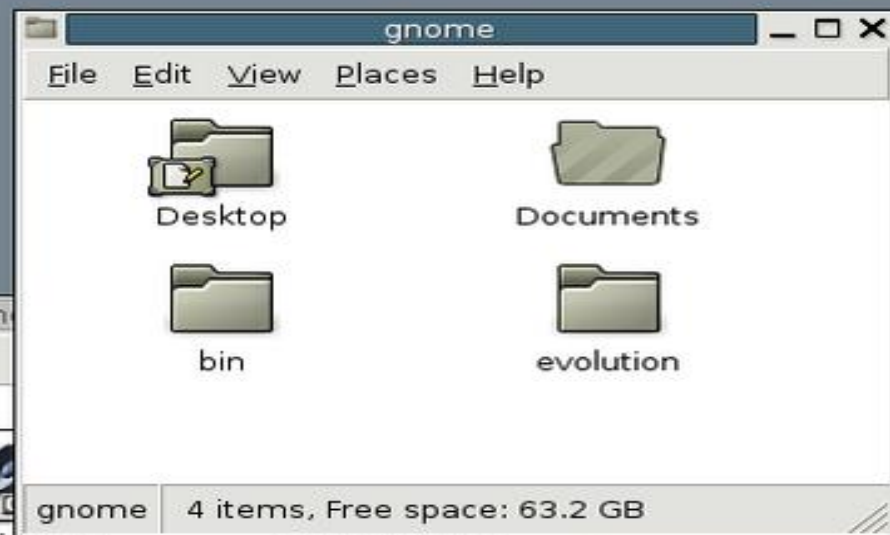 gnome
File Edit View Places Help
Desktop Documents
bin evolution
gnome 4 items, Free space: 63.2 GB